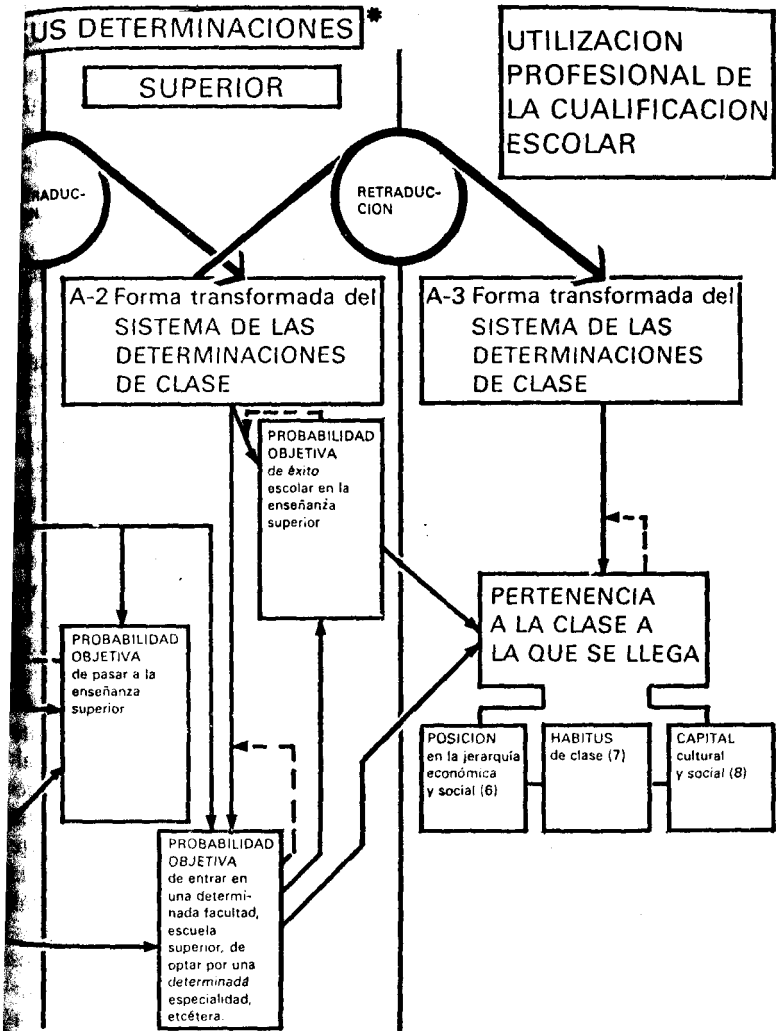 US DETERMINACIONES*
SUPERIOR
UTILIZACION
PROFESIONAL DE
LA CUALIFICACION
ESCOLAR
RADUC-
N
RETRADUC-
CION
A-2 Forma transformada del
SISTEMA DE LAS
DETERMINACIONES
DE CLASE
A-3 Forma transformada del
SISTEMA DE LAS
DETERMINACIONES
DE CLASE
PROBABILIDAD
OBJETIVA
de éxito
escolar en la
enseñanza
superior
PROBABILIDAD
OBJETIVA
de pasar a la
enseñanza
superior
PERTENENCIA
A LA CLASE A
LA QUE SE LLEGA
POSICION
en la jerarquía
económica
y social (6)
HABITUS
de clase (7)
CAPITAL
cultural
y social (8)
PROBABILIDAD
OBJETIVA
de entrar en
una determi-
nada facultad,
escuela
superior, de
optar por una
determinada
especialidad,
etcétera.